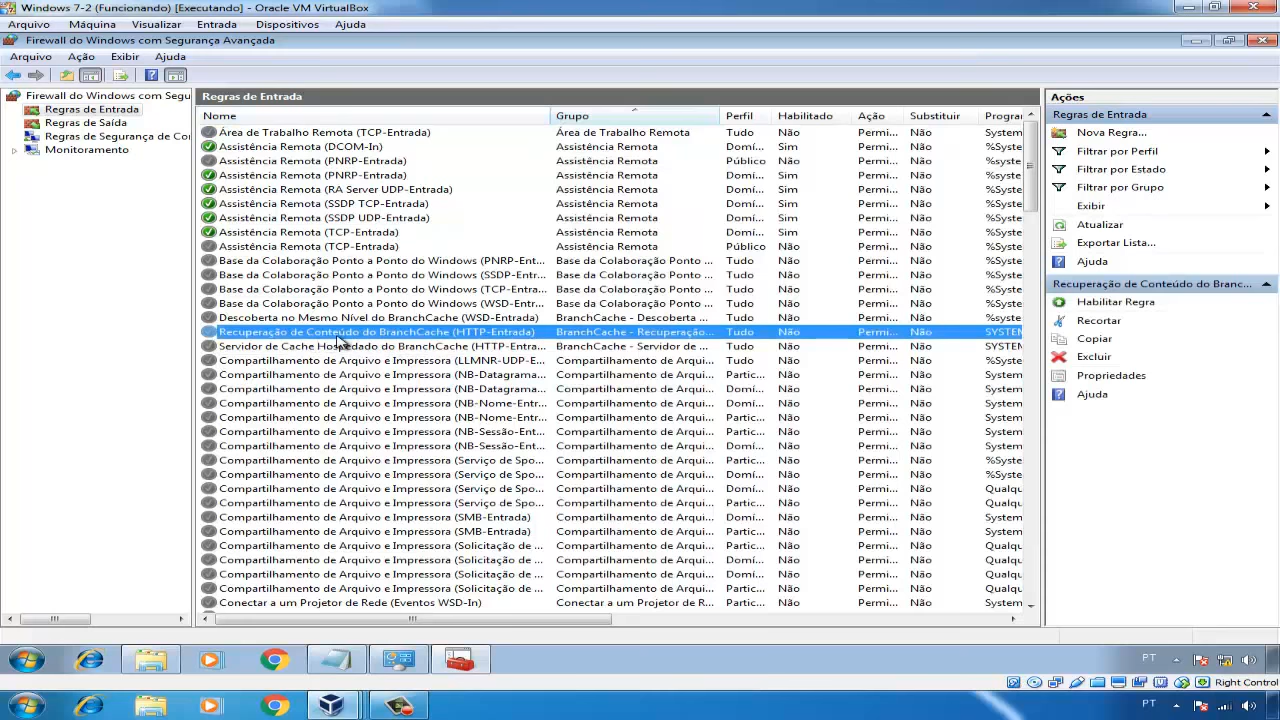 Windows 7-2 (Funcionando) [Executando] - Oracle VM VirtualBox
Arquivo Máquina Visualizar Entrada Dispositivos Ajuda
Firewall do Windows com Segurança Avançada
Arquivo Ação Exibir Ajuda
Firewall do Windows com Segu
Regras de Entrada
Regras de Saída
Regras de Segurança de Cor
Monitoramento
Regras de Entrada
Nome Grupo Perfil Habilitado Ação Substituir Program
Área de Trabalho Remota (TCP-Entrada) Área de Trabalho Remota Tudo Não Permi... Não System
Assistência Remota (DCOM-In) Assistência Remota Domí... Sim Permi... Não %Syste
Assistência Remota (PNRP-Entrada) Assistência Remota Público Não Permi... Não %syste
Assistência Remota (PNRP-Entrada) Assistência Remota Domí... Sim Permi... Não %syste
Assistência Remota (RA Server UDP-Entrada) Assistência Remota Domí... Sim Permi... Não %Syste
Assistência Remota (SSDP TCP-Entrada) Assistência Remota Domí... Sim Permi... Não System
Assistência Remota (SSDP UDP-Entrada) Assistência Remota Domí... Sim Permi... Não %Syste
Assistência Remota (TCP-Entrada) Assistência Remota Domí... Sim Permi... Não %Syste
Assistência Remota (TCP-Entrada) Assistência Remota Público Não Permi... Não %Syste
Base da Colaboração Ponto a Ponto do Windows (PNRP-Entr... Base da Colaboração Ponto ... Tudo Não Permi... Não %Syste
Base da Colaboração Ponto a Ponto do Windows (SSDP-Entr... Base da Colaboração Ponto ... Tudo Não Permi... Não %Syste
Base da Colaboração Ponto a Ponto do Windows (TCP-Entra... Base da Colaboração Ponto ... Tudo Não Permi... Não %Syste
Base da Colaboração Ponto a Ponto do Windows (WSD-Entra... Base da Colaboração Ponto ... Tudo Não Permi... Não %Syste
Descoberta no Mesmo Nível do BranchCache (WSD-Entrada) BranchCache - Descoberta ... Tudo Não Permi... Não %Syste
Recuperação de Conteúdo do BranchCache (HTTP-Entrada) BranchCache - Recuperação... Tudo Não Permi... Não SYSTEM
Servidor de Cache Hospedado do BranchCache (HTTP-Entra... BranchCache - Servidor de ... Tudo Não Permi... Não SYSTEM
Compartilhamento de Arquivo e Impressora (LLMNR-UDP-E... Compartilhamento de Arqui... Tudo Não Permi... Não %Syste
Compartilhamento de Arquivo e Impressora (NB-Datagrama... Compartilhamento de Arqui... Partic... Não Permi... Não System
Compartilhamento de Arquivo e Impressora (NB-Datagrama... Compartilhamento de Arqui... Domí... Não Permi... Não System
Compartilhamento de Arquivo e Impressora (NB-Nome-Entr... Compartilhamento de Arqui... Domí... Não Permi... Não System
Compartilhamento de Arquivo e Impressora (NB-Nome-Entr... Compartilhamento de Arqui... Partic... Não Permi... Não System
Compartilhamento de Arquivo e Impressora (NB-Sessão-Ent... Compartilhamento de Arqui... Partic... Não Permi... Não System
Compartilhamento de Arquivo e Impressora (NB-Sessão-Ent... Compartilhamento de Arqui... Domí... Não Permi... Não System
Compartilhamento de Arquivo e Impressora (Serviço de Spo... Compartilhamento de Arqui... Partic... Não Permi... Não %Syste
Compartilhamento de Arquivo e Impressora (Serviço de Spo... Compartilhamento de Arqui... Domí... Não Permi... Não %Syste
Compartilhamento de Arquivo e Impressora (Serviço de Spo... Compartilhamento de Arqui... Domí... Não Permi... Não Qualqu
Compartilhamento de Arquivo e Impressora (Serviço de Spo... Compartilhamento de Arqui... Partic... Não Permi... Não Qualqu
Compartilhamento de Arquivo e Impressora (SMB-Entrada) Compartilhamento de Arqui... Domí... Não Permi... Não System
Compartilhamento de Arquivo e Impressora (SMB-Entrada) Compartilhamento de Arqui... Partic... Não Permi... Não System
Compartilhamento de Arquivo e Impressora (Solicitação de ... Compartilhamento de Arqui... Partic... Não Permi... Não Qualqu
Compartilhamento de Arquivo e Impressora (Solicitação de ... Compartilhamento de Arqui... Domí... Não Permi... Não Qualqu
Compartilhamento de Arquivo e Impressora (Solicitação de ... Compartilhamento de Arqui... Domí... Não Permi... Não Qualqu
Compartilhamento de Arquivo e Impressora (Solicitação de ... Compartilhamento de Arqui... Partic... Não Permi... Não Qualqu
Conectar a um Projetor de Rede (Eventos WSD-In) Conectar a um Projetor de R... Partic... Não Permi... Não System
Ações
Regras de Entrada
Nova Regra...
Filtrar por Perfil
Filtrar por Estado
Filtrar por Grupo
Exibir
Atualizar
Exportar Lista...
Ajuda
Recuperação de Conteúdo do Branc...
Habilitar Regra
Recortar
Copiar
Excluir
Propriedades
Ajuda
PT
Right Control
PT